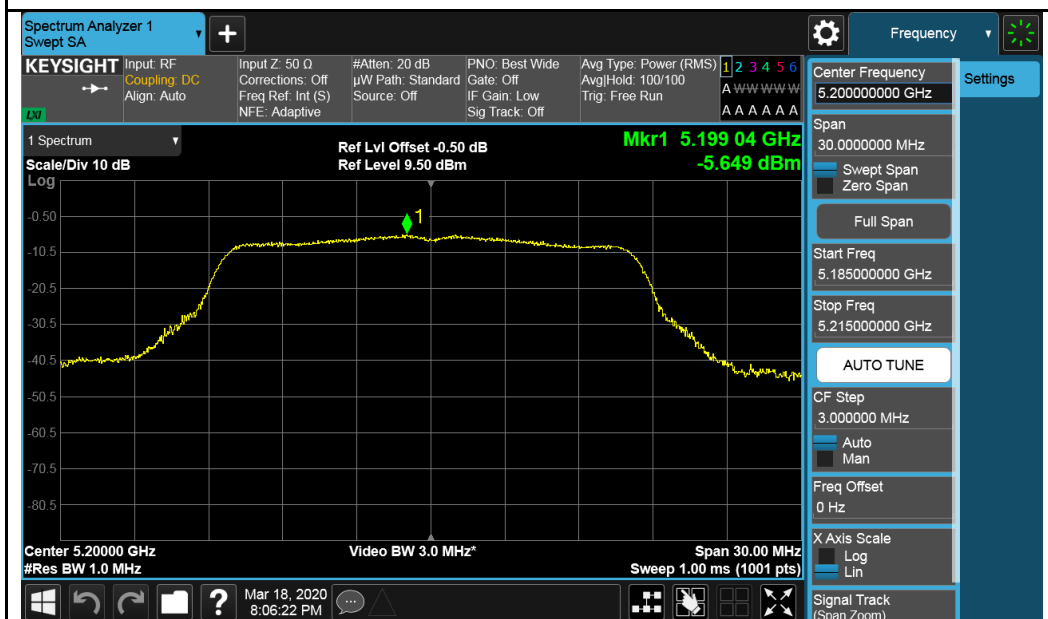 Spectrum Analyzer 1
Swept SA
Frequency
KEYSIGHT
LXI
Input: RF
Coupling: DC
Align: Auto
Input Z: 50 Ω
Corrections: Off
Freq Ref: Int (S)
NFE: Adaptive
#Atten: 20 dB
µW Path: Standard
Source: Off
PNO: Best Wide
Gate: Off
IF Gain: Low
Sig Track: Off
Avg Type: Power (RMS)
Avg|Hold: 100/100
Trig: Free Run
1 2 3 4 5 6
A W W W W W
A A A A A A
1 Spectrum
Scale/Div 10 dB
Log
Ref Lvl Offset -0.50 dB
Ref Level 9.50 dBm
Mkr1 5.199 04 GHz
-5.649 dBm
1
-0.50
-10.5
-20.5
-30.5
-40.5
-50.5
-60.5
-70.5
-80.5
Center 5.20000 GHz
#Res BW 1.0 MHz
Video BW 3.0 MHz*
Span 30.00 MHz
Sweep 1.00 ms (1001 pts)
Center Frequency
5.200000000 GHz
Settings
Span
30.0000000 MHz
Swept Span
Zero Span
Full Span
Start Freq
5.185000000 GHz
Stop Freq
5.215000000 GHz
AUTO TUNE
CF Step
3.000000 MHz
Auto
Man
Freq Offset
0 Hz
X Axis Scale
Log
Lin
Signal Track
(Span Zoom)
?
Mar 18, 2020
8:06:22 PM